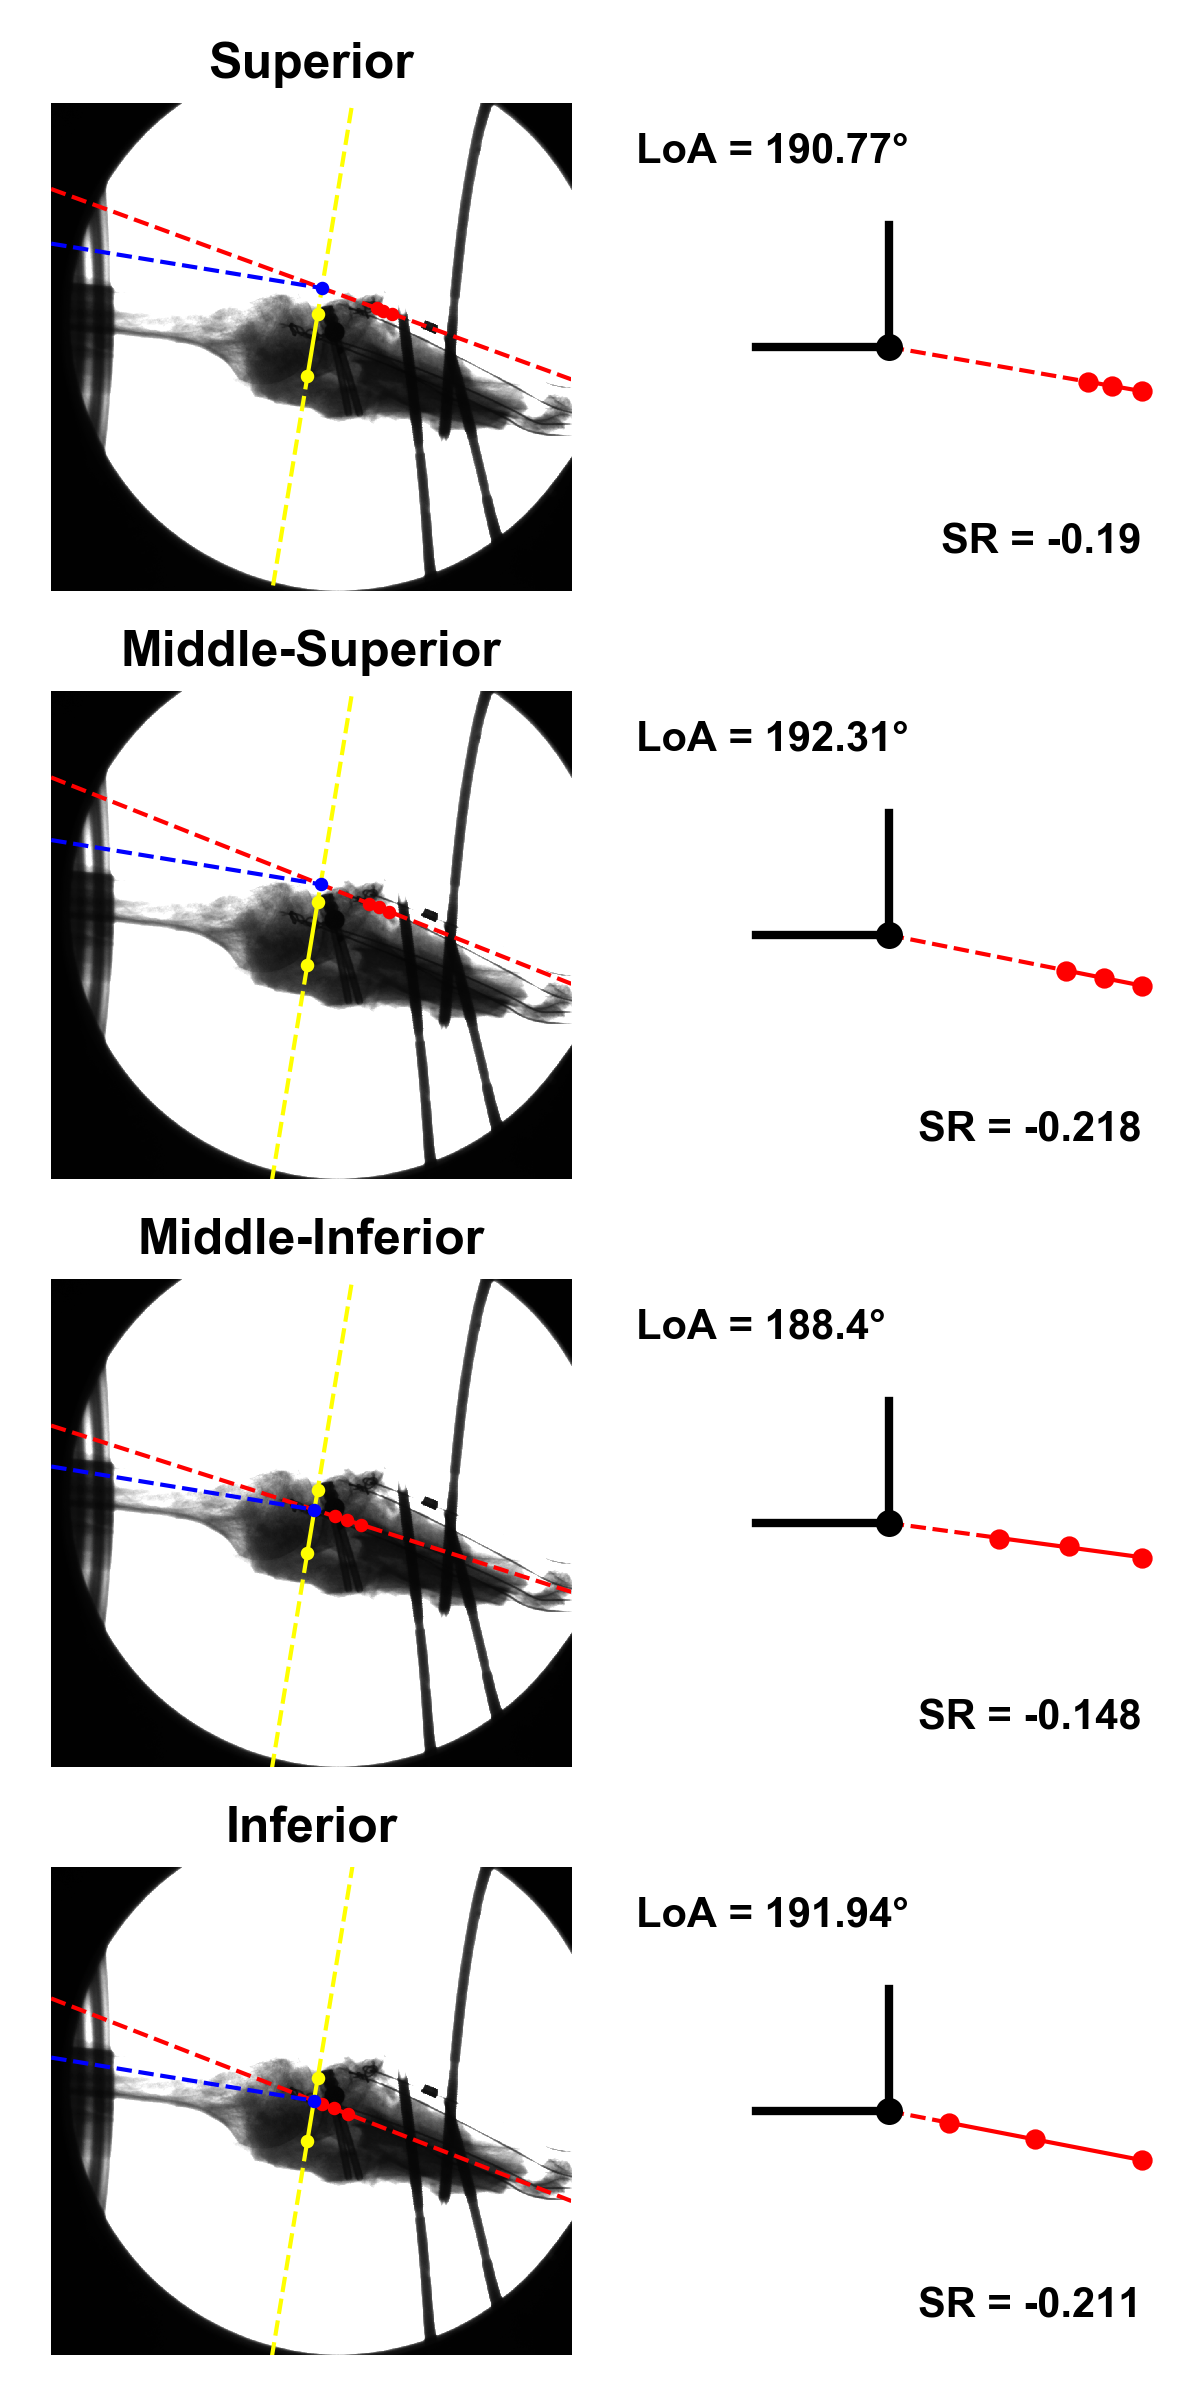 Superior
LoA = 190.77°
SR = -0.19
Middle-Superior
LoA = 192.31°
SR = -0.218
Middle-Inferior
LoA = 188.4°
SR = -0.148
Inferior
LoA = 191.94°
SR = -0.211